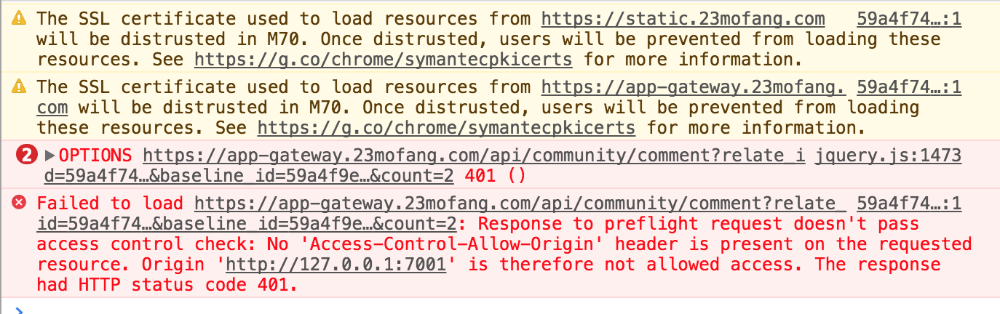 The SSL certificate used to load resources from https://static.23mofang.com 59a4f74…:1
will be distrusted in M70. Once distrusted, users will be prevented from loading these
resources. See https://g.co/chrome/symantecpkicerts for more information.
The SSL certificate used to load resources from https://app-gateway.23mofang. 59a4f74…:1
com will be distrusted in M70. Once distrusted, users will be prevented from loading
these resources. See https://g.co/chrome/symantecpkicerts for more information.
2 ▶OPTIONS https://app-gateway.23mofang.com/api/community/comment?relate_i jquery.js:1473
d=59a4f74…&baseline_id=59a4f9e…&count=2 401 ()
Failed to load https://app-gateway.23mofang.com/api/community/comment?relate_ 59a4f74…:1
id=59a4f74…&baseline_id=59a4f9e…&count=2: Response to preflight request doesn't pass
access control check: No 'Access-Control-Allow-Origin' header is present on the requested
resource. Origin 'http://127.0.0.1:7001' is therefore not allowed access. The response
had HTTP status code 401.